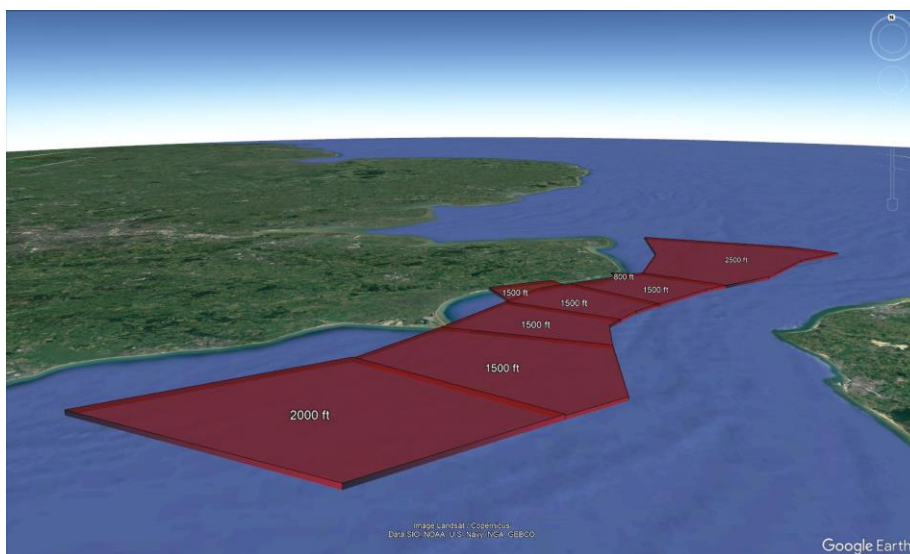 N
2500 ft
800 ft
1500 ft
1500 ft
1500 ft
1500 ft
1500 ft
2000 ft
Image Landsat / Copernicus
Data SIO, NOAA, U.S. Navy, NGA, GEBCO
Google Earth